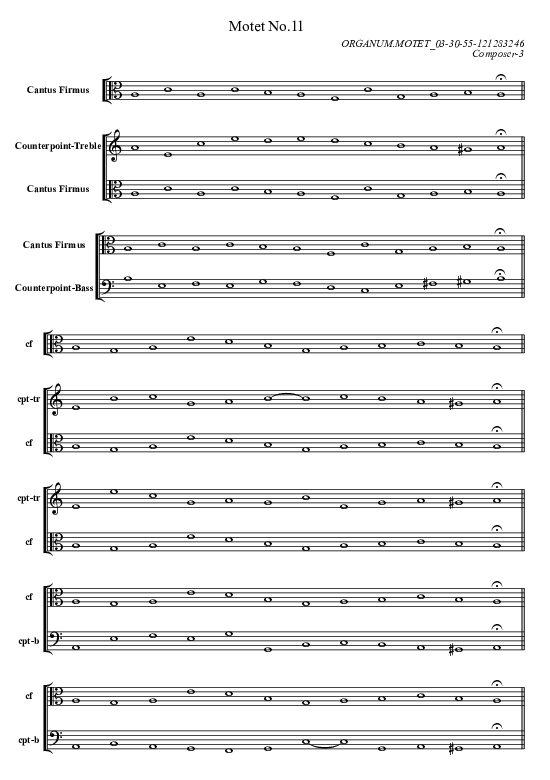 Motet No.11
ORGANUM.MOTET_03-30-55-121283246
Composer-3
Cantus Firmus
Counterpoint-Treble
Cantus Firmus
Cantus Firmus
Counterpoint-Bass
cf
cpt-tr
cf
cpt-tr
cf
cf
cpt-b
cf
cpt-b